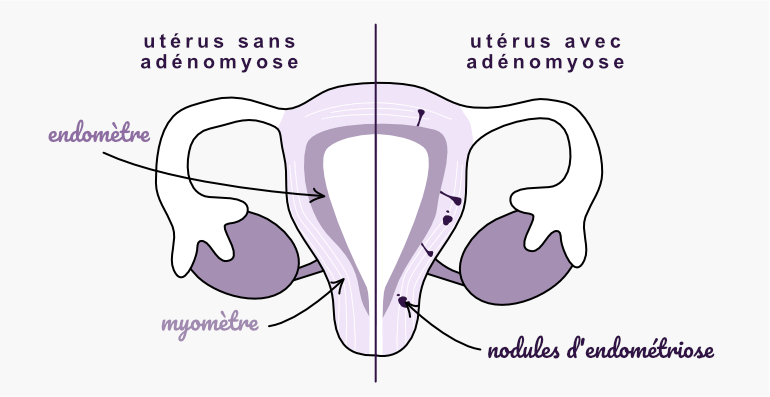 utérus sans
adénomyose
utérus avec
adénomyose
endomètre
myomètre
nodules d'endométriose